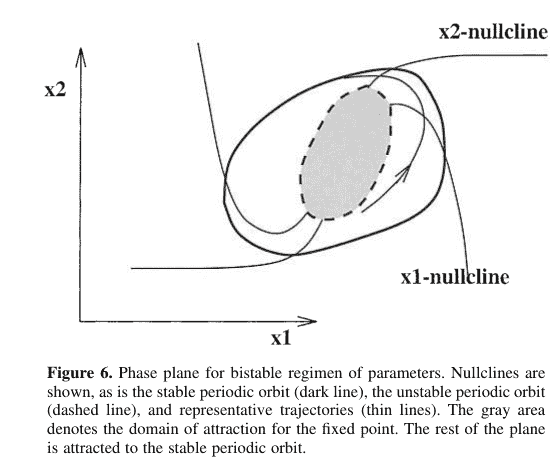 x2-nullcline
x2
x1-nullcline
x1
Figure 6. Phase plane for bistable regimen of parameters. Nullclines are
shown, as is the stable periodic orbit (dark line), the unstable periodic orbit
(dashed line), and representative trajectories (thin lines). The gray area
denotes the domain of attraction for the fixed point. The rest of the plane
is attracted to the stable periodic orbit.